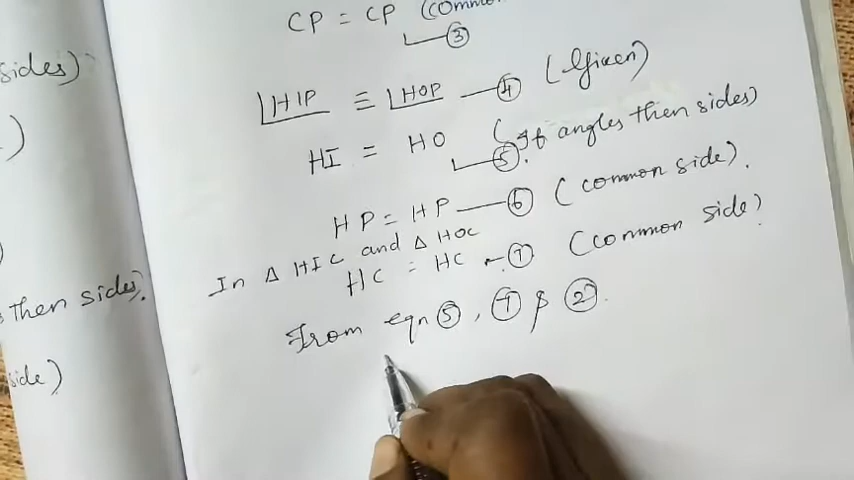 sides)
CP = CP (common
③
)
∠HIP ≅ ∠HOP — ④ (Given)
HI = HO (If angles then sides)
⑤.
HP = HP — ⑥ (common side).
In Δ HIC and Δ HOC
HC = HC — ⑦ (common side)
then sides).
From eqn ⑤, ⑦ & ②
side)